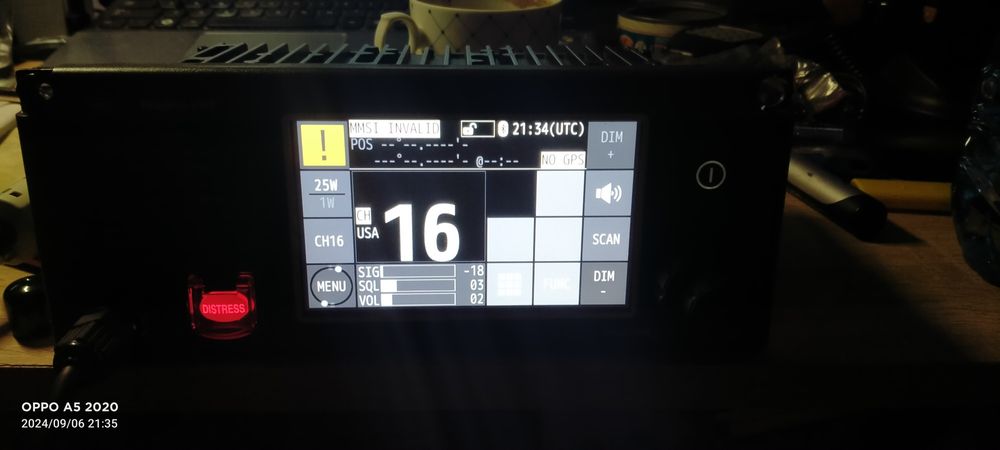 MMSI INVALID
21:34(UTC)
DIM
+
!
POS --°--.----'-
---°--.----'- @--:--
NO GPS
25W
1W
CH
USA
16
CH16
SCAN
MENU
SIG -18
SQL 03
VOL 02
FUNC
DIM
-
DISTRESS
OPPO A5 2020
2024/09/06 21:35